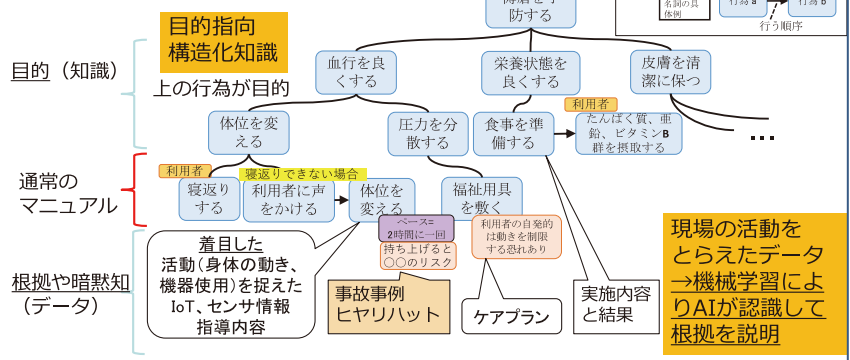 防する
名詞の具
体例
行為 a
行為 b
行う順序
目的指向
構造化知識
目的（知識）
上の行為が目的
血行を良
くする
栄養状態を
良くする
皮膚を清
潔に保つ
体位を変
える
圧力を分
散する
食事を準
備する
利用者
たんぱく質、亜
鉛、ビタミンB
群を摂取する
...
通常の
マニュアル
利用者
寝返り
する
寝返りできない場合
利用者に声
をかける
体位を
変える
福祉用具
を敷く
ペース=
2時間に一回
持ち上げると
〇〇のリスク
利用者の自発的
は動きを制限
する恐れあり
根拠や暗黙知
（データ）
着目した
活動（身体の動き、
機器使用）を捉えた
IoT、センサ情報
指導内容
事故事例
ヒヤリハット
ケアプラン
実施内容
と結果
現場の活動を
とらえたデータ
→機械学習によ
りAIが認識して
根拠を説明